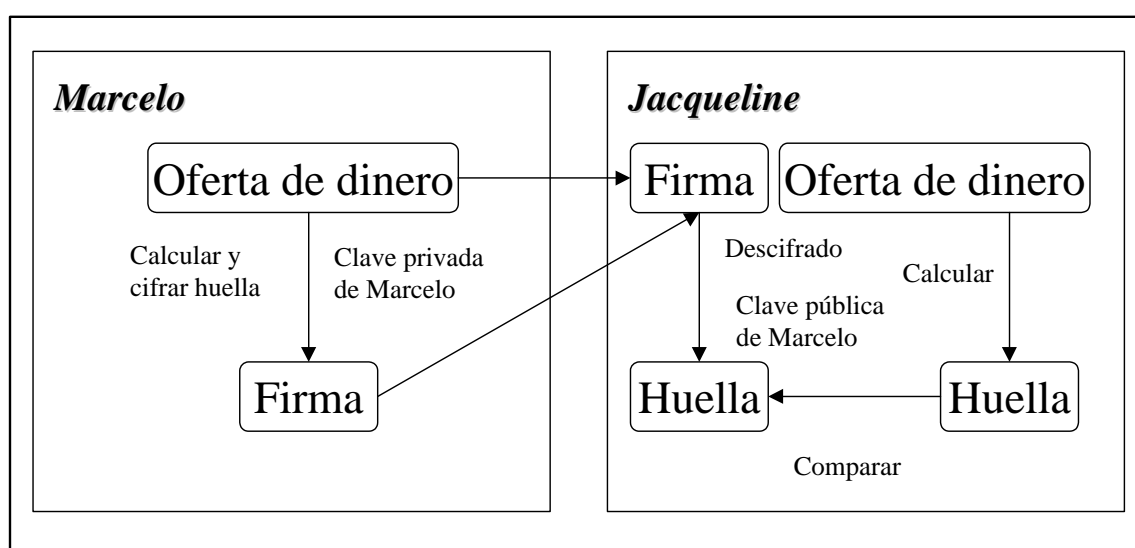 Marcelo
Oferta de dinero
Calcular y
cifrar huella
Clave privada
de Marcelo
Firma
Jacqueline
Firma
Oferta de dinero
Descifrado
Calcular
Clave pública
de Marcelo
Huella
Huella
Comparar